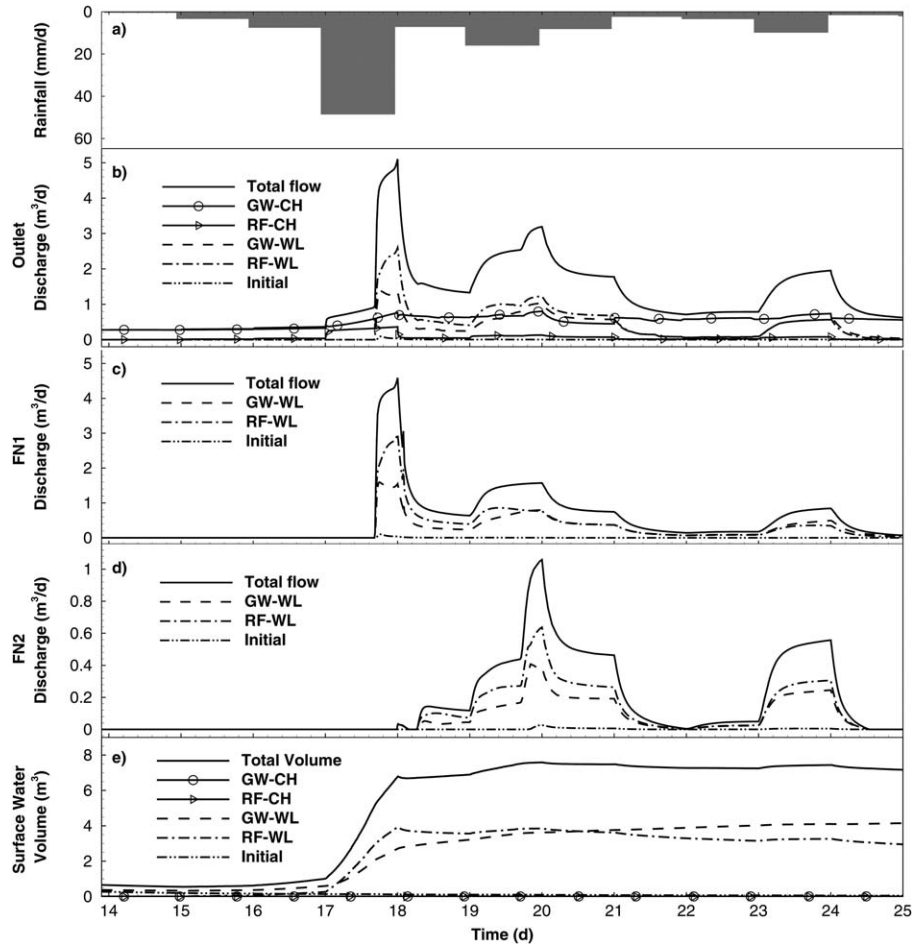 0
20
40
60
Rainfall (mm/d)
a)
5
4
3
2
1
0
Outlet
Discharge (m³/d)
b)
Total flow
GW-CH
RF-CH
GW-WL
RF-WL
Initial
5
4
3
2
1
0
FN1
Discharge (m³/d)
c)
Total flow
GW-WL
RF-WL
Initial
1
0.8
0.6
0.4
0.2
0
FN2
Discharge (m³/d)
d)
Total flow
GW-WL
RF-WL
Initial
8
6
4
2
0
Surface Water
Volume (m³)
e)
Total Volume
GW-CH
RF-CH
GW-WL
RF-WL
Initial
14 15 16 17 18 19 20 21 22 23 24 25
Time (d)